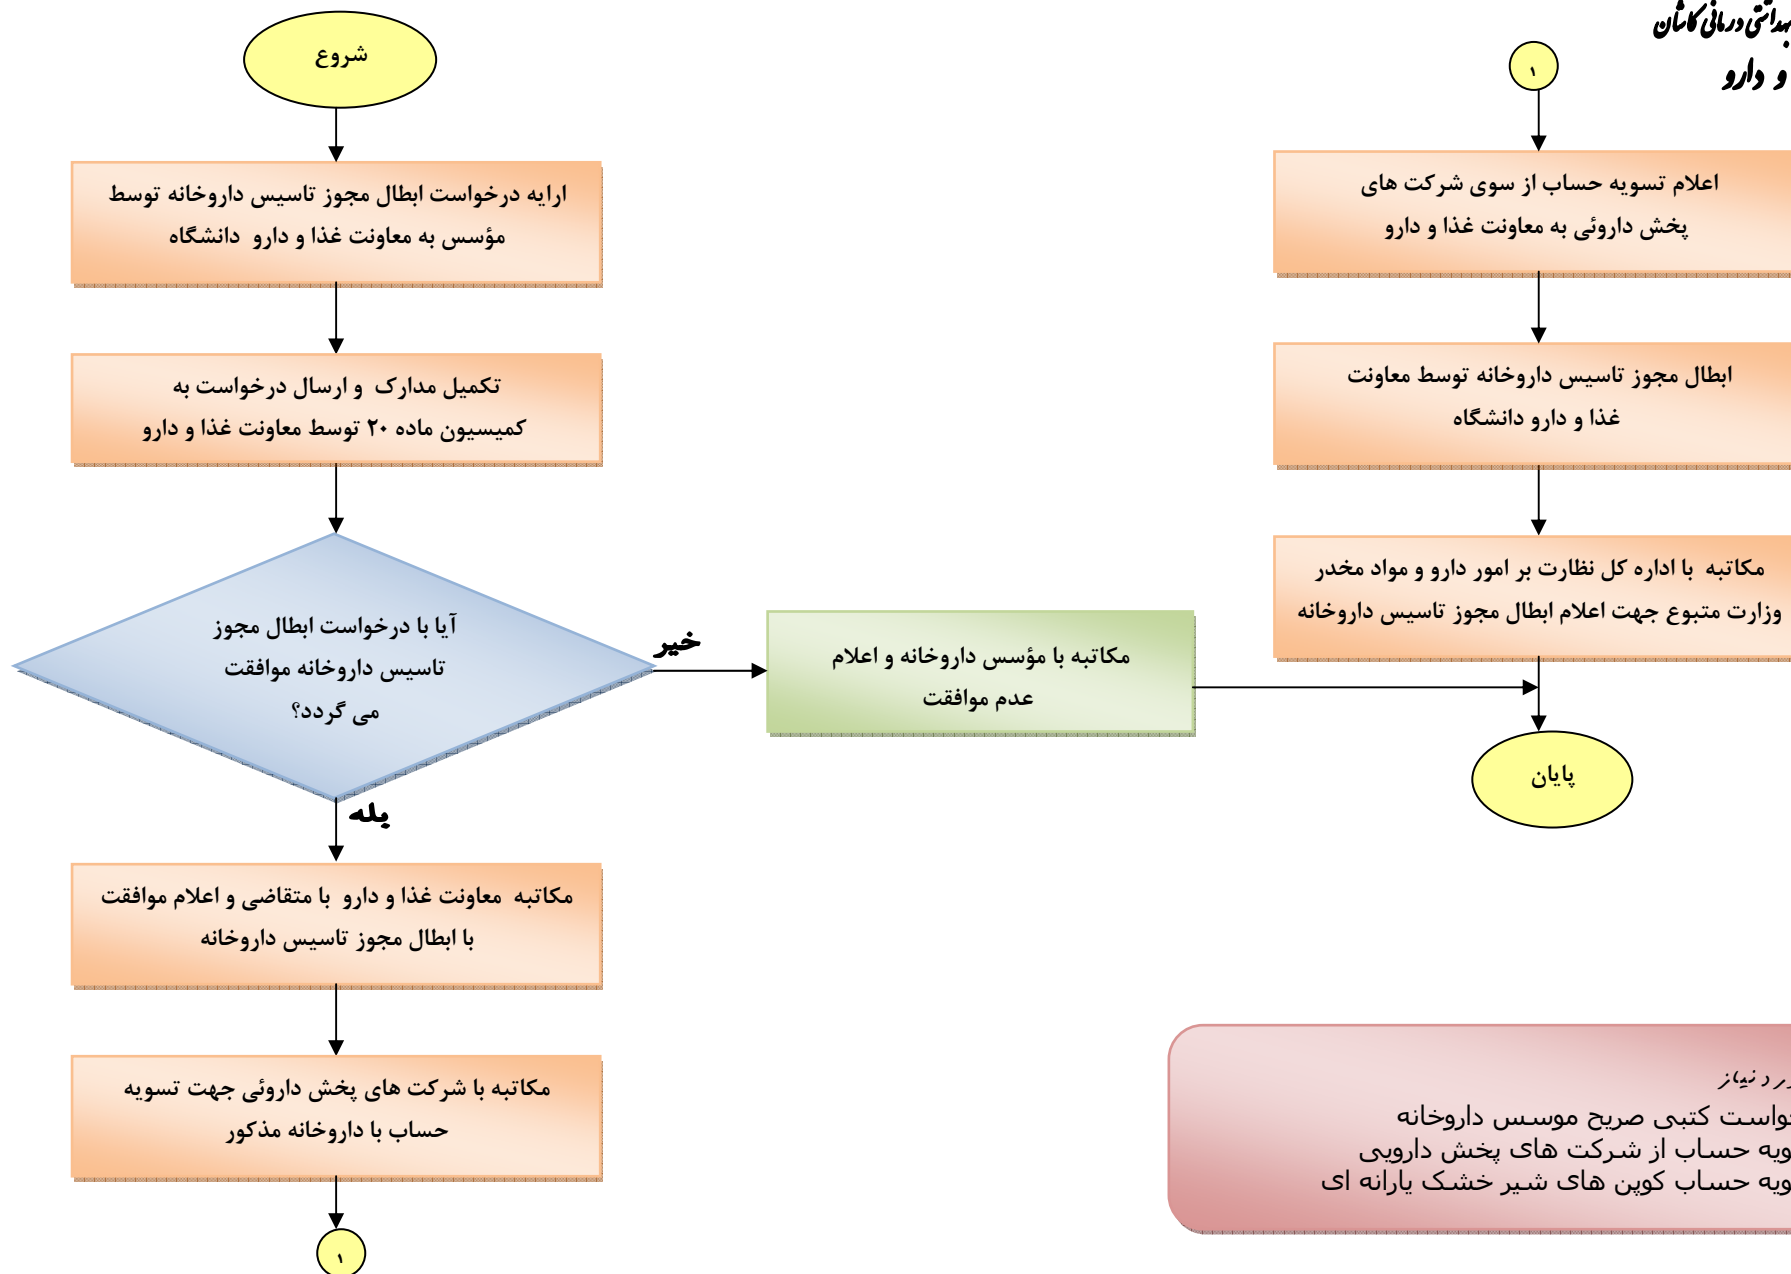 بهداشتی درمانی کاشان
و دارو
شروع
ارایه درخواست ابطال مجوز تاسیس داروخانه توسط
مؤسس به معاونت غذا و دارو دانشگاه
تکمیل مدارک و ارسال درخواست به
کمیسیون ماده ۲۰ توسط معاونت غذا و دارو
آیا با درخواست ابطال مجوز
تاسیس داروخانه موافقت
می گردد؟
خیر
مکاتبه با مؤسس داروخانه و اعلام
عدم موافقت
بله
مکاتبه معاونت غذا و دارو با متقاضی و اعلام موافقت
با ابطال مجوز تاسیس داروخانه
مکاتبه با شرکت های پخش داروئی جهت تسویه
حساب با داروخانه مذکور
۱
۱
اعلام تسویه حساب از سوی شرکت های
پخش داروئی به معاونت غذا و دارو
ابطال مجوز تاسیس داروخانه توسط معاونت
غذا و دارو دانشگاه
مکاتبه با اداره کل نظارت بر امور دارو و مواد مخدر
وزارت متبوع جهت اعلام ابطال مجوز تاسیس داروخانه
پایان
نیاز
کتبی صریح موسس داروخانه
حساب از شرکت های پخش دارویی
حساب کوپن های شیر خشک یارانه ای